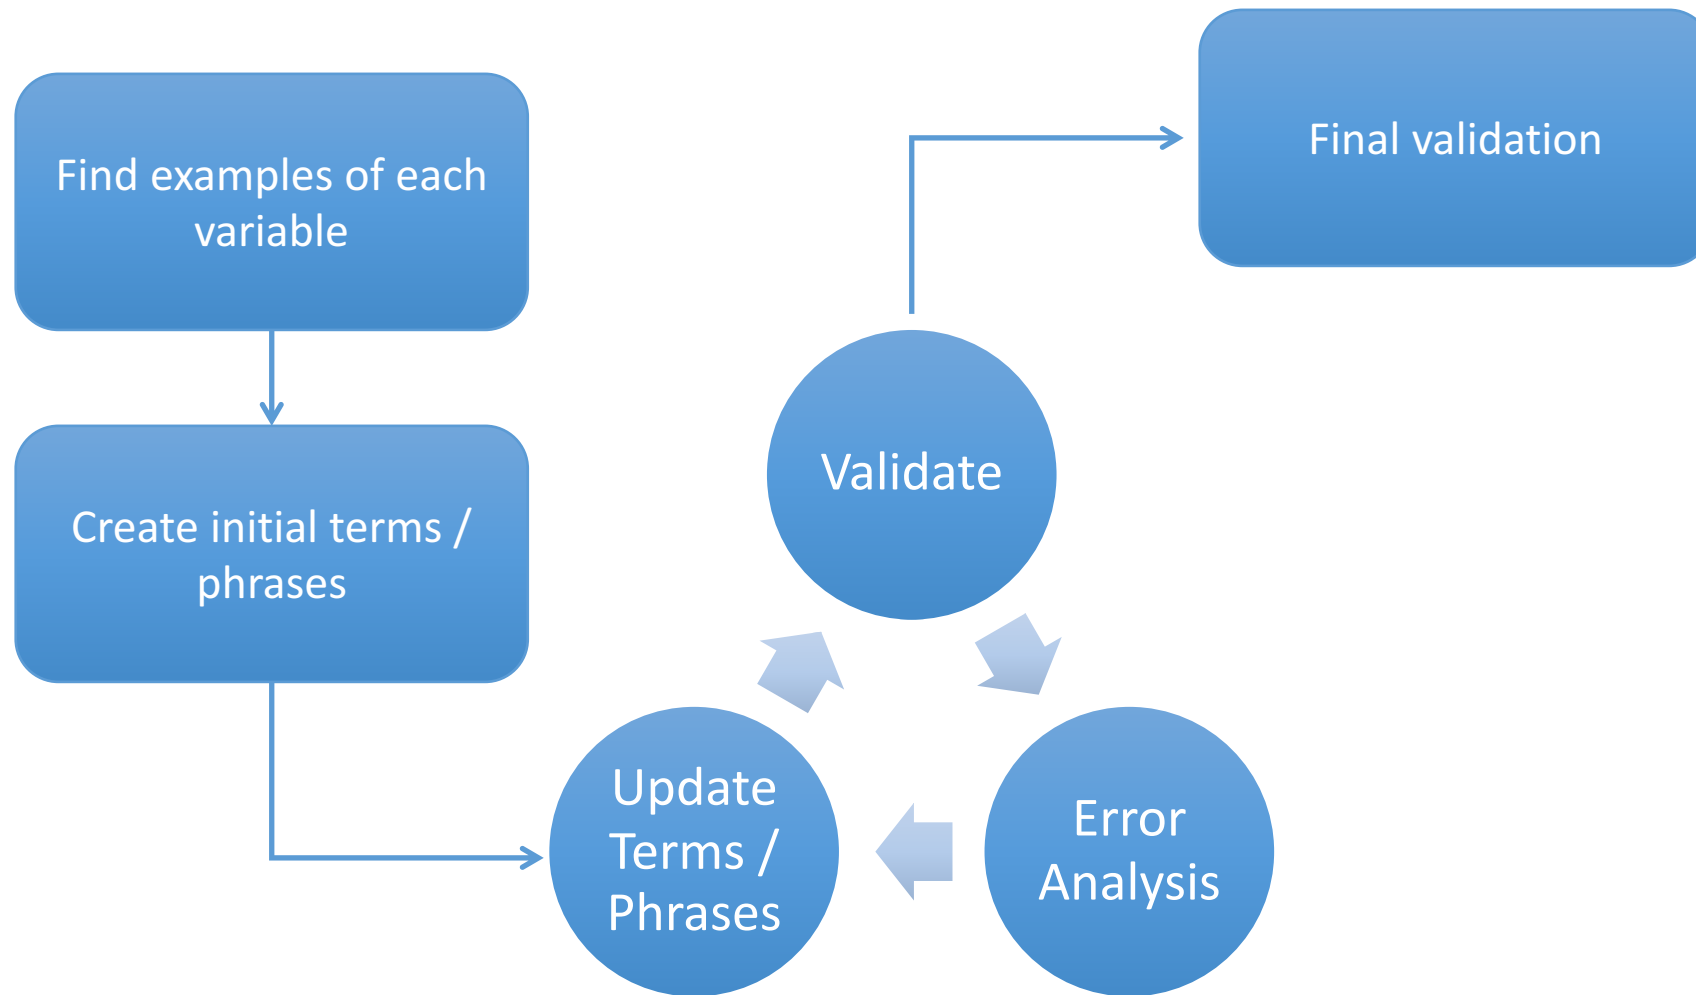 Find examples of each
variable
Create initial terms /
phrases
Update
Terms /
Phrases
Validate
Error
Analysis
Final validation